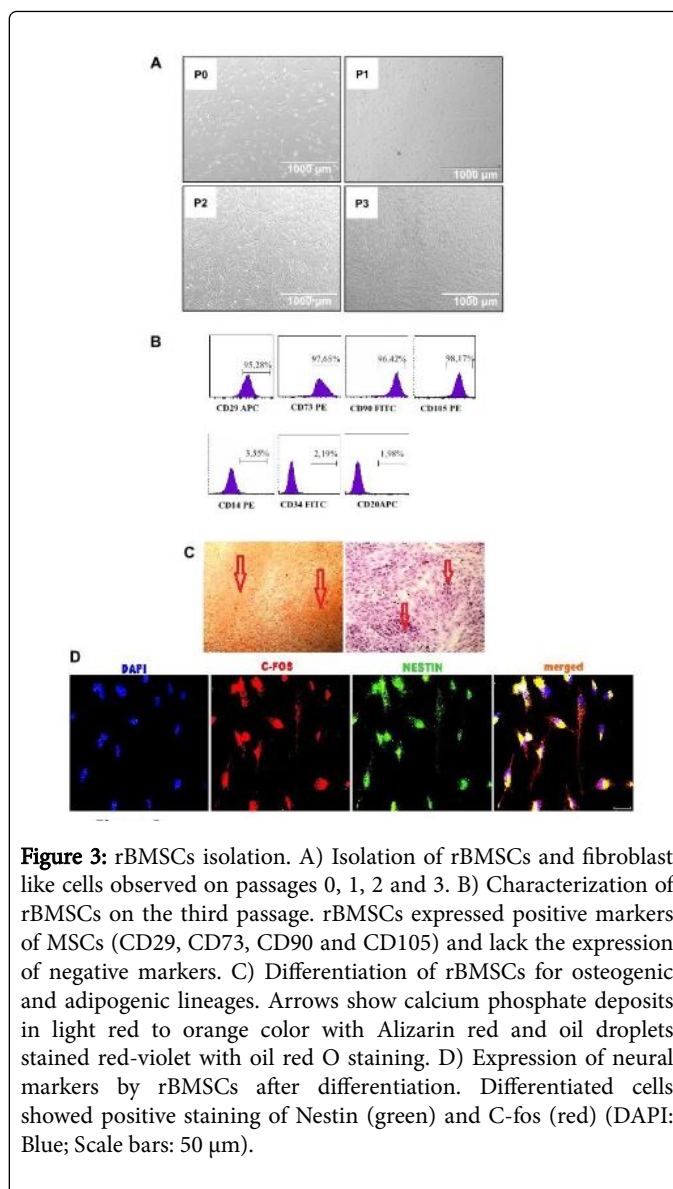 A
P0
P1
1000 µm
1000 µm
P2
P3
1000 µm
1000 µm
B
95,28%
97,65%
96.42%
98,17%
CD29 APC
CD73 PE
CD90 FITC
CD105 PE
3,55%
2,19%
1,98%
CD14 PE
CD34 FITC
CD20APC
C
D
DAPI
C-FOS
NESTIN
merged
Figure 3: rBMSCs isolation. A) Isolation of rBMSCs and fibroblast
like cells observed on passages 0, 1, 2 and 3. B) Characterization of
rBMSCs on the third passage. rBMSCs expressed positive markers
of MSCs (CD29, CD73, CD90 and CD105) and lack the expression
of negative markers. C) Differentiation of rBMSCs for osteogenic
and adipogenic lineages. Arrows show calcium phosphate deposits
in light red to orange color with Alizarin red and oil droplets
stained red-violet with oil red O staining. D) Expression of neural
markers by rBMSCs after differentiation. Differentiated cells
showed positive staining of Nestin (green) and C-fos (red) (DAPI:
Blue; Scale bars: 50 µm).